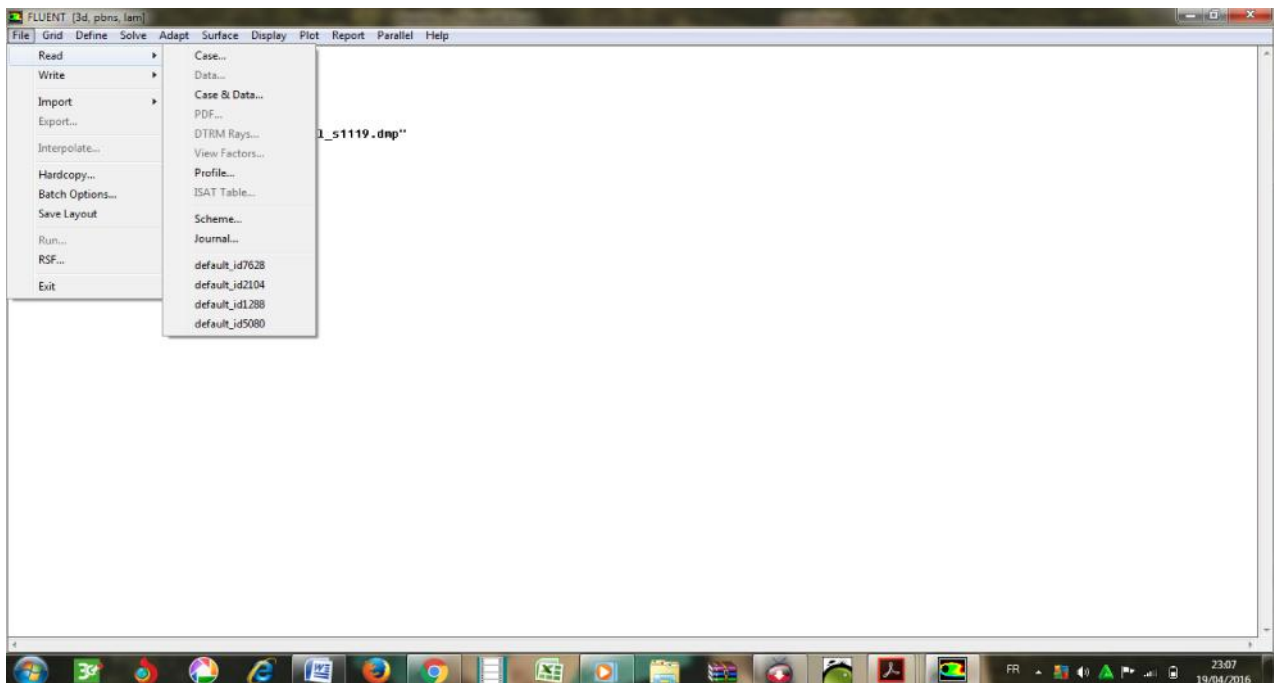 FLUENT [3d, pbns, lam]
File Grid Define Solve Adapt Surface Display Plot Report Parallel Help
Read
Write
Import
Export...
Interpolate...
Hardcopy...
Batch Options...
Save Layout
Run...
RSF...
Exit
Case...
Data...
Case & Data...
PDF...
DTRM Rays...
View Factors...
Profile...
ISAT Table...
Scheme...
Journal...
default_id7628
default_id2104
default_id1288
default_id5080
l_s1119.dmp"
FR
23:07
19/04/2016